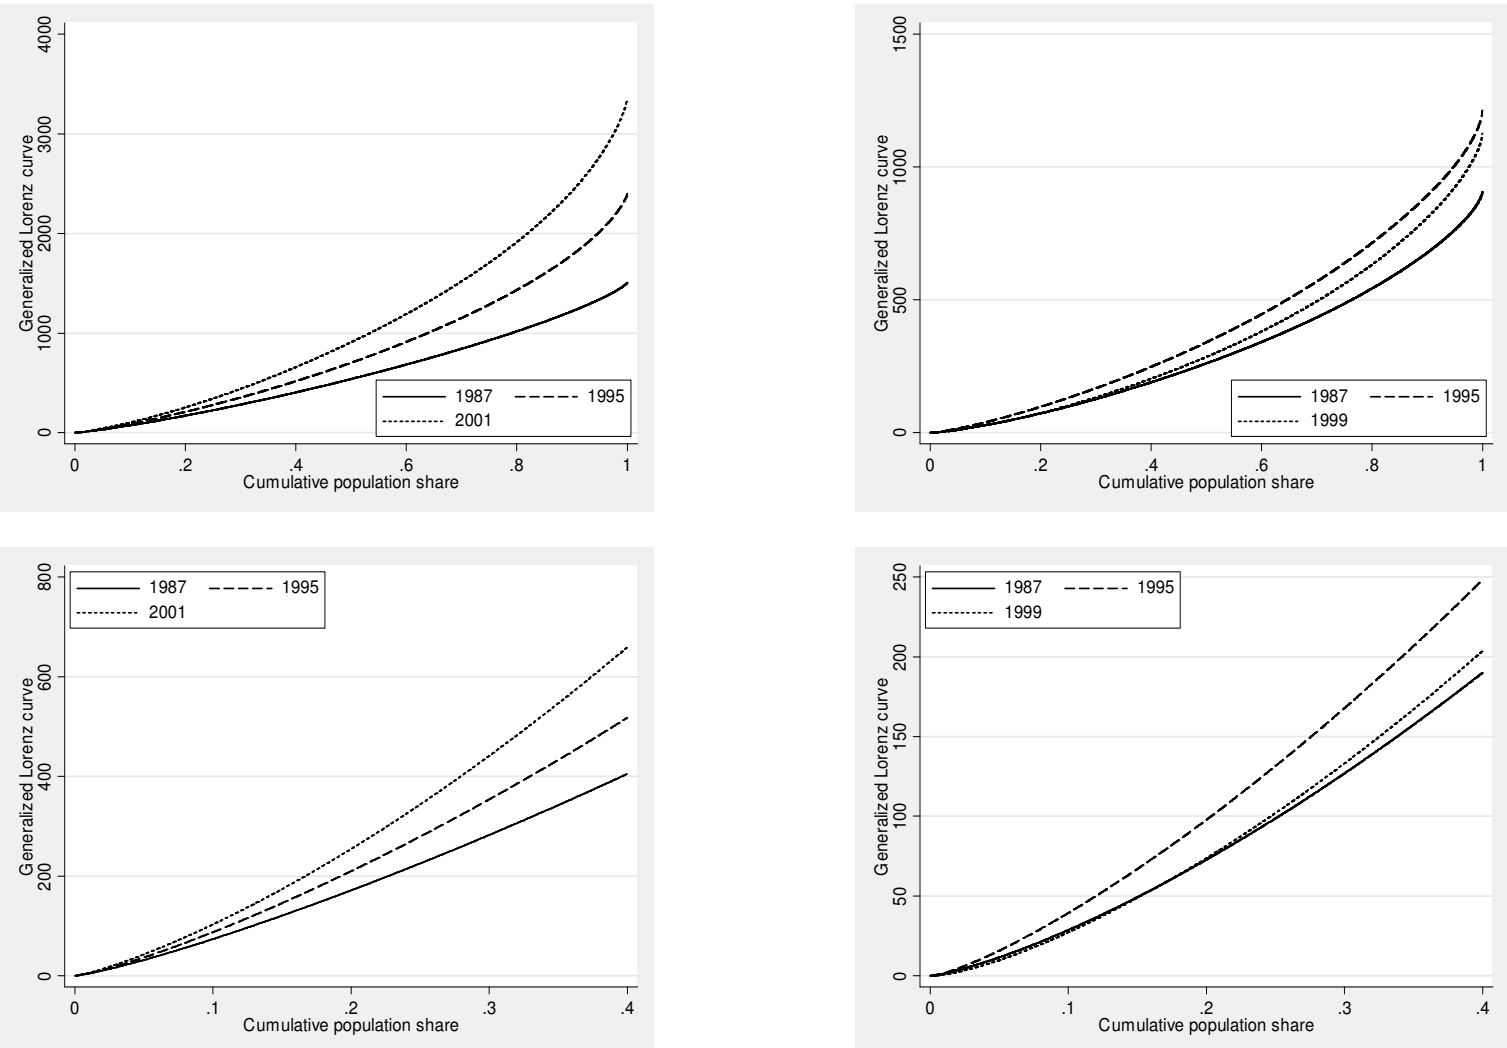 Generalized Lorenz curve
4000
3000
2000
1000
0
1987 1995
2001
0 .2 .4 .6 .8 1
Cumulative population share
Generalized Lorenz curve
1500
1000
500
0
1987 1995
1999
0 .2 .4 .6 .8 1
Cumulative population share
Generalized Lorenz curve
800
600
400
200
0
1987 1995
2001
0 .1 .2 .3 .4
Cumulative population share
Generalized Lorenz curve
250
200
150
100
50
0
1987 1995
1999
0 .1 .2 .3 .4
Cumulative population share